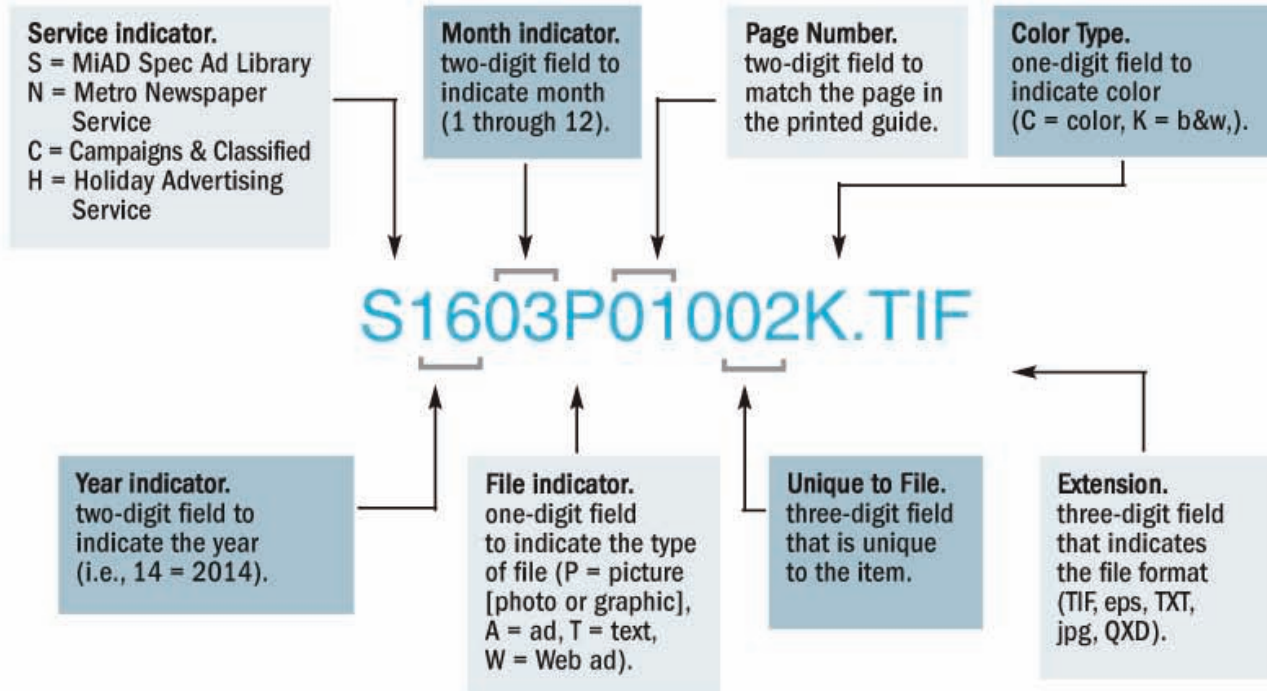 Service indicator.
S = MiAD Spec Ad Library
N = Metro Newspaper
Service
C = Campaigns & Classified
H = Holiday Advertising
Service
Month indicator.
two-digit field to
indicate month
(1 through 12).
Page Number.
two-digit field to
match the page in
the printed guide.
Color Type.
one-digit field to
indicate color
(C = color, K = b&w,).
S1603P01002K.TIF
Year indicator.
two-digit field to
indicate the year
(i.e., 14 = 2014).
File indicator.
one-digit field
to indicate the type
of file (P = picture
[photo or graphic],
A = ad, T = text,
W = Web ad).
Unique to File.
three-digit field
that is unique
to the item.
Extension.
three-digit field
that indicates
the file format
(TIF, eps, TXT,
jpg, QXD).